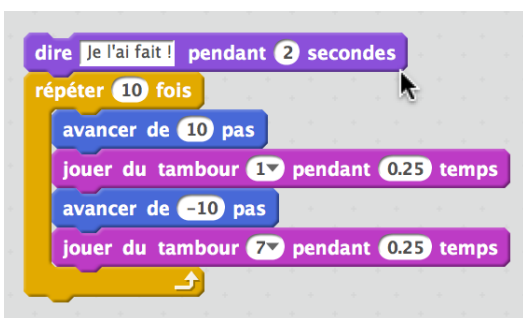 dire Je l'ai fait ! pendant 2 secondes
répéter 10 fois
avancer de 10 pas
jouer du tambour 1 pendant 0.25 temps
avancer de -10 pas
jouer du tambour 7 pendant 0.25 temps